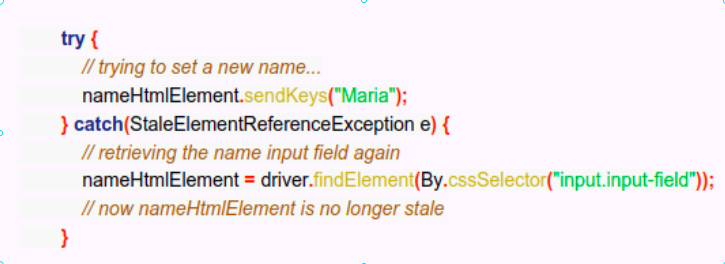 try {
// trying to set a new name...
nameHtmlElement.sendKeys("Maria");
} catch(StaleElementReferenceException e) {
// retrieving the name input field again
nameHtmlElement = driver.findElement(By.cssSelector("input.input-field"));
// now nameHtmlElement is no longer stale
}